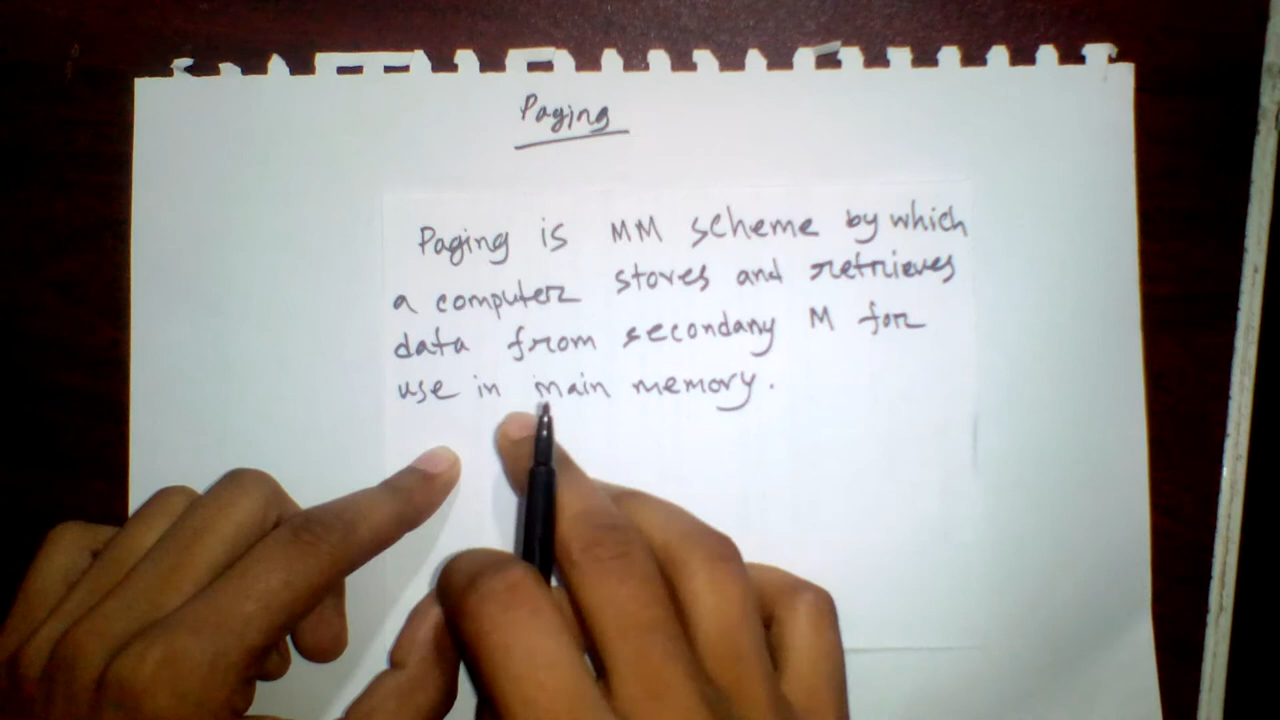 Paging
Paging is MM scheme by which
a computer stores and retrieves
data from secondary M for
use in main memory.